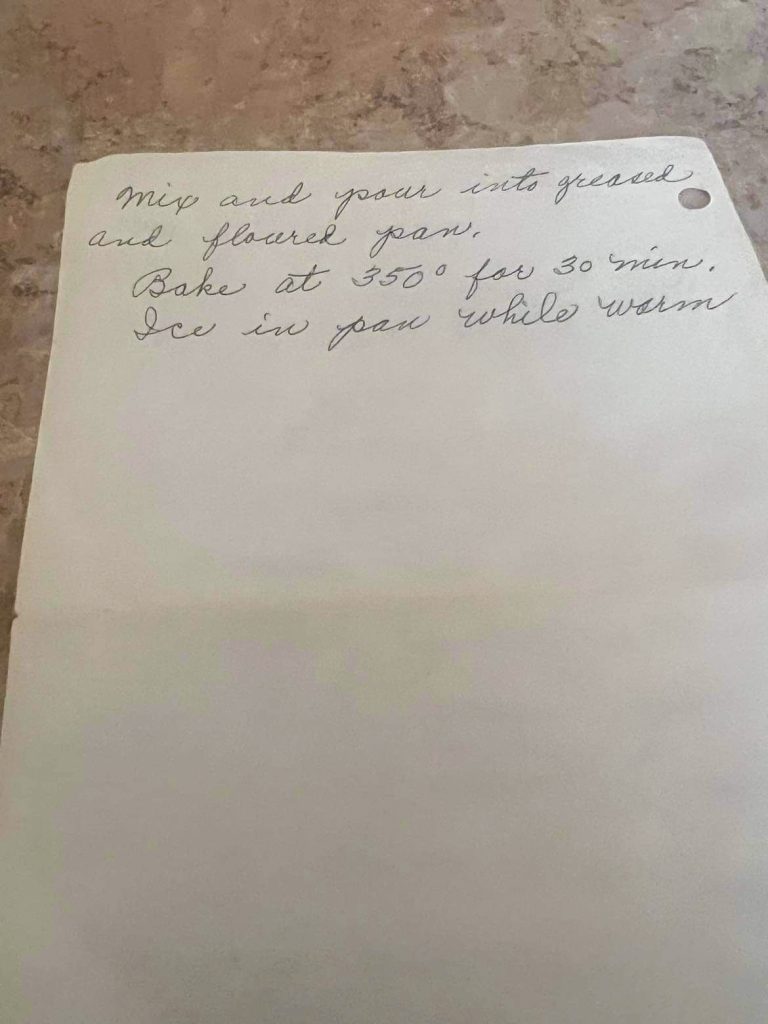 Mix and pour into greased
and floured pan.
Bake at 350° for 30 min.
Ice in pan while warm